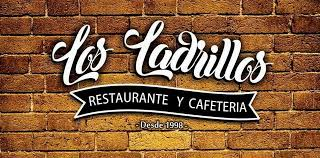 Los Ladrillos
RESTAURANTE Y CAFETERIA
- Desde 1998 -